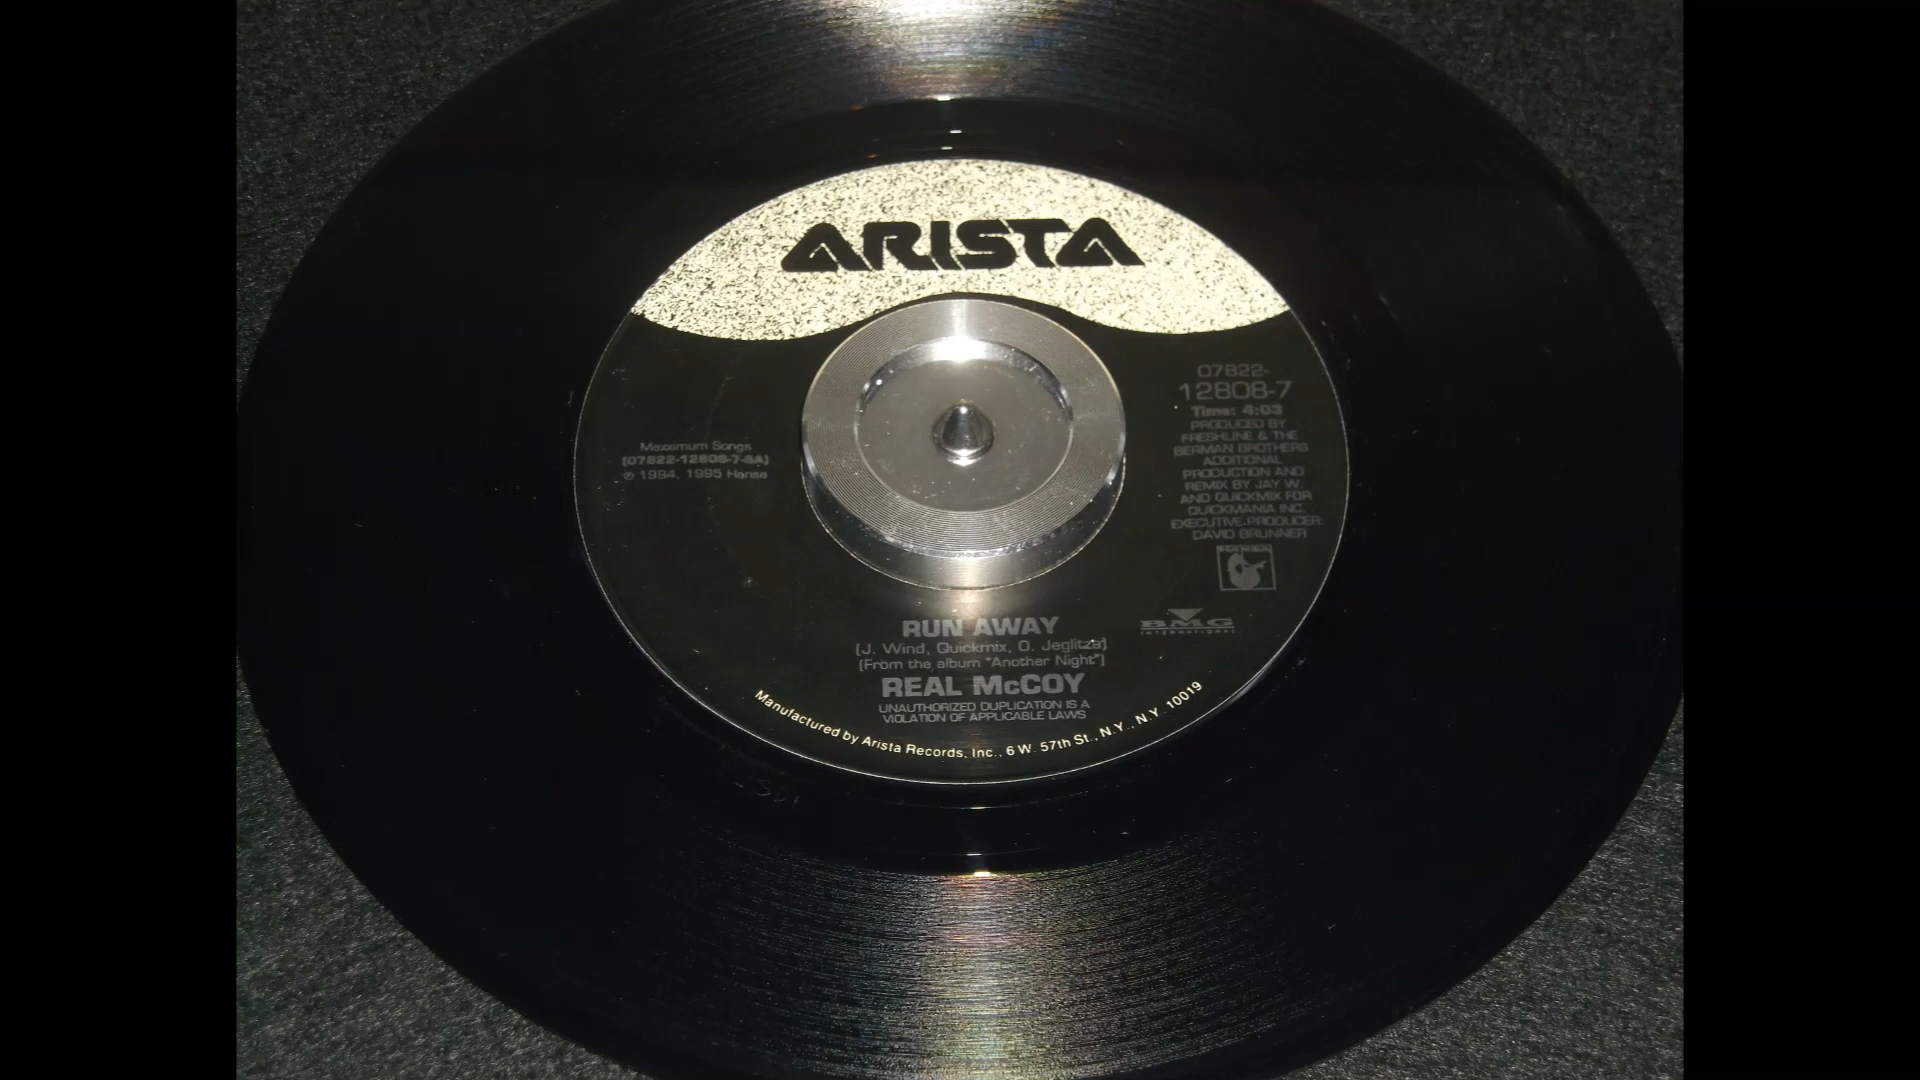 ARISTA
07822-
12808-7
Time: 4:03
PRODUCED BY
FRESHLINE & THE
BERMAN BROTHERS
ADDITIONAL
PRODUCTION AND
REMIX BY JAY W.
AND QUICKMIX FOR
QUICKMANIA INC.
EXECUTIVE PRODUCER:
DAVID BRUNNER
Maxximum Songs
(07822-12808-7-SA)
℗ 1994, 1995 Hansa
BMG
INTERNATIONAL
RUN AWAY
(J. Wind, Quickmix, O. Jeglitza)
(From the album "Another Night")
REAL McCOY
UNAUTHORIZED DUPLICATION IS A
VIOLATION OF APPLICABLE LAWS
Manufactured by Arista Records, Inc., 6 W. 57th St., N.Y., N.Y. 10019